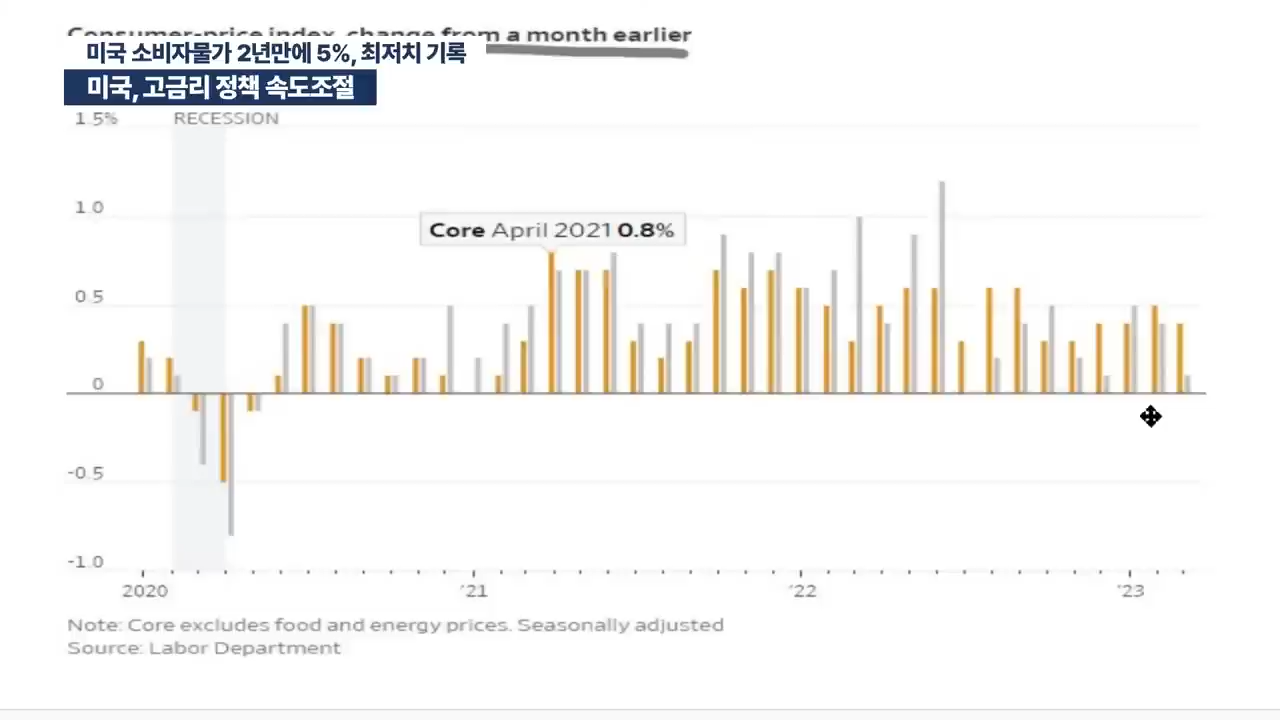 Consumer-price index, change from a month earlier
미국 소비자물가 2년만에 5%, 최저치 기록
미국, 고금리 정책 속도조절
1.5%
RECESSION
1.0
Core April 2021 0.8%
0.5
0
-0.5
-1.0
2020
'21
'22
'23
Note: Core excludes food and energy prices. Seasonally adjusted
Source: Labor Department